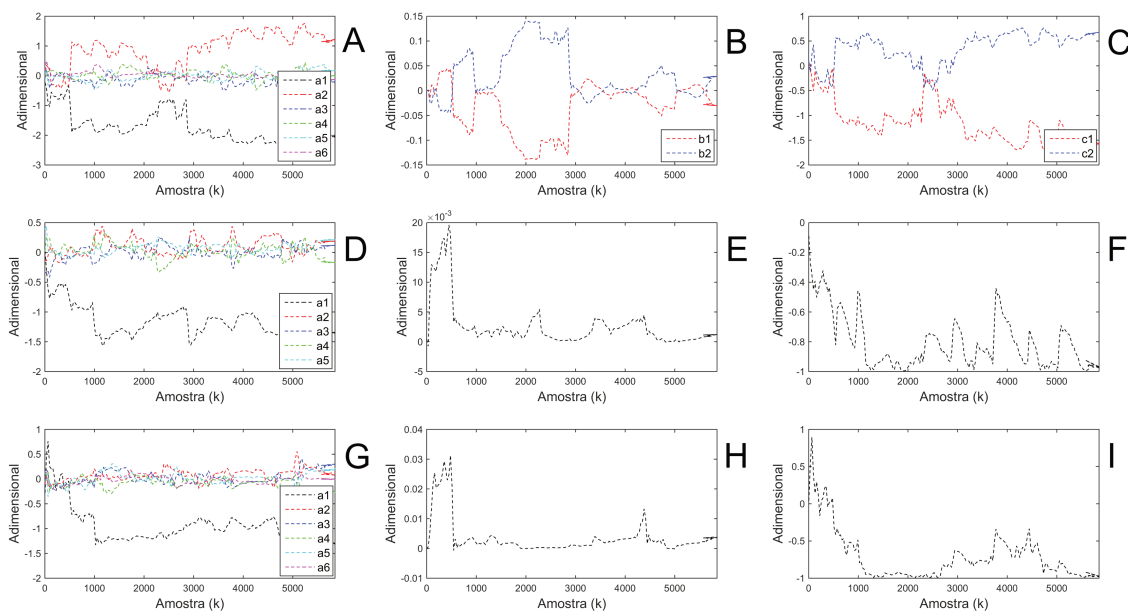 A
2
1
0
-1
-2
-3
Adimensional
a1
a2
a3
a4
a5
a6
0 1000 2000 3000 4000 5000
Amostra (k)
B
0.15
0.1
0.05
0
-0.05
-0.1
-0.15
Adimensional
b1
b2
0 1000 2000 3000 4000 5000
Amostra (k)
C
1
0.5
0
-0.5
-1
-1.5
-2
Adimensional
c1
c2
0 1000 2000 3000 4000 5000
Amostra (k)
D
0.5
0
-0.5
-1
-1.5
-2
Adimensional
a1
a2
a3
a4
a5
0 1000 2000 3000 4000 5000
Amostra (k)
E
×10⁻³
20
15
10
5
0
-5
Adimensional
0 1000 2000 3000 4000 5000
Amostra (k)
F
0
-0.2
-0.4
-0.6
-0.8
-1
Adimensional
0 1000 2000 3000 4000 5000
Amostra (k)
G
1
0.5
0
-0.5
-1
-1.5
-2
Adimensional
a1
a2
a3
a4
a5
a6
0 1000 2000 3000 4000 5000
Amostra (k)
H
0.04
0.03
0.02
0.01
0
-0.01
Adimensional
0 1000 2000 3000 4000 5000
Amostra (k)
I
1
0.5
0
-0.5
-1
Adimensional
0 1000 2000 3000 4000 5000
Amostra (k)